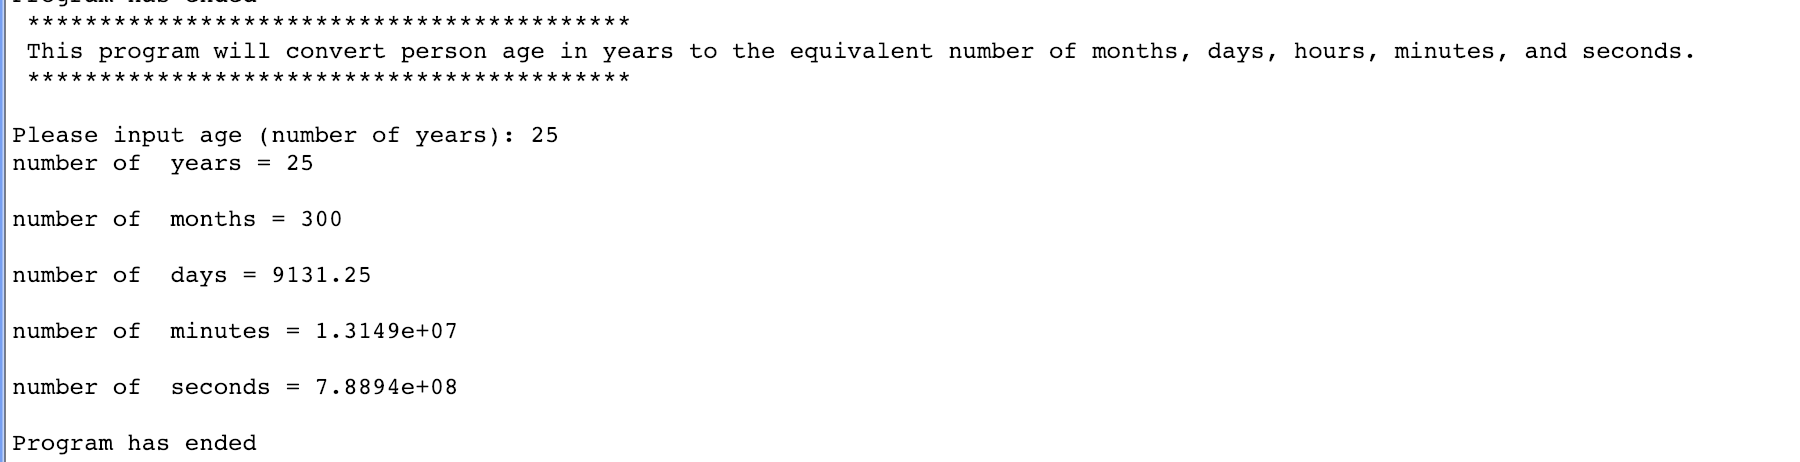 Program has ended
******************************************
This program will convert person age in years to the equivalent number of months, days, hours, minutes, and seconds.
******************************************
Please input age (number of years): 25
number of  years = 25
number of  months = 300
number of  days = 9131.25
number of  minutes = 1.3149e+07
number of  seconds = 7.8894e+08
Program has ended